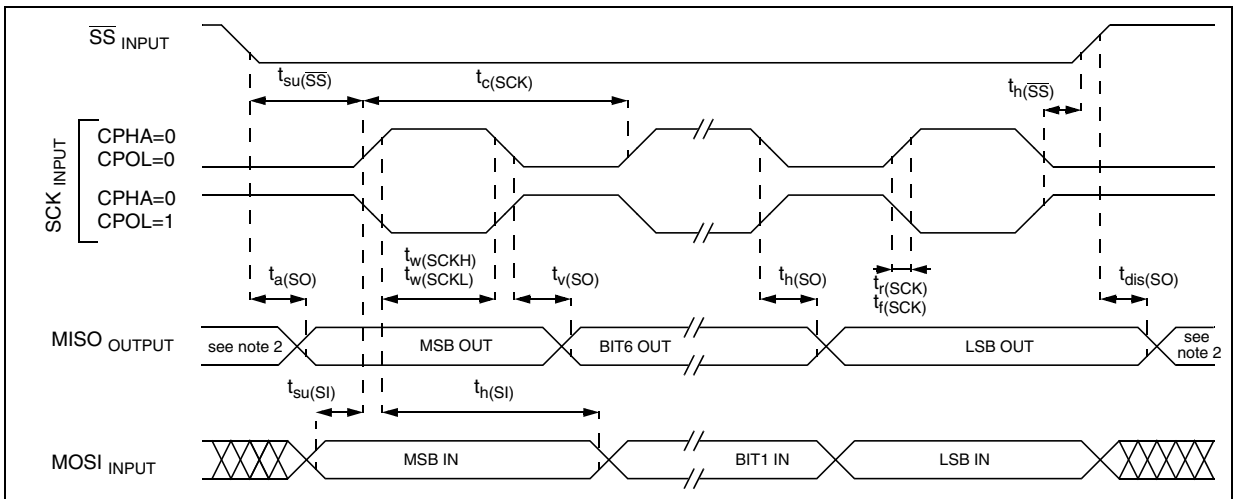 SS INPUT
tsu(SS)
tc(SCK)
th(SS)
SCK INPUT
CPHA=0
CPOL=0
CPHA=0
CPOL=1
ta(SO)
tw(SCKH)
tw(SCKL)
tv(SO)
th(SO)
tr(SCK)
tf(SCK)
tdis(SO)
MISO OUTPUT
see note 2
MSB OUT
BIT6 OUT
LSB OUT
see
note 2
tsu(SI)
th(SI)
MOSI INPUT
MSB IN
BIT1 IN
LSB IN